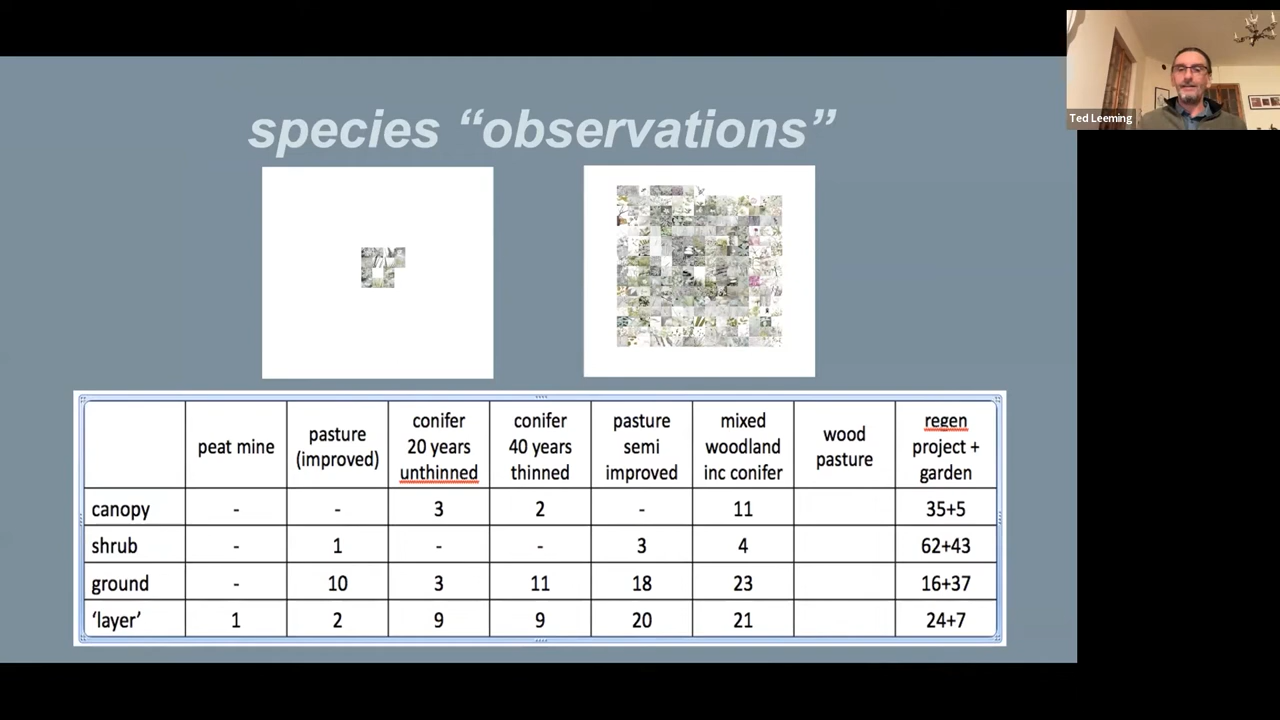 Ted Leeming
species “observations”
peat mine
pasture
(improved)
conifer
20 years
unthinned
conifer
40 years
thinned
pasture
semi
improved
mixed
woodland
inc conifer
wood
pasture
regen
project +
garden
canopy - - 3 2 - 11 35+5
shrub - 1 - - 3 4 62+43
ground - 10 3 11 18 23 16+37
‘layer’ 1 2 9 9 20 21 24+7